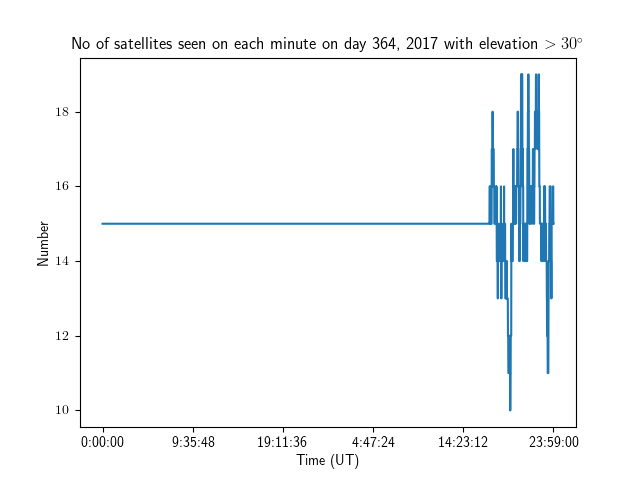 No of satellites seen on each minute on day 364, 2017 with elevation > 30°
18
16
14
12
10
Number
0:00:00 9:35:48 19:11:36 4:47:24 14:23:12 23:59:00
Time (UT)